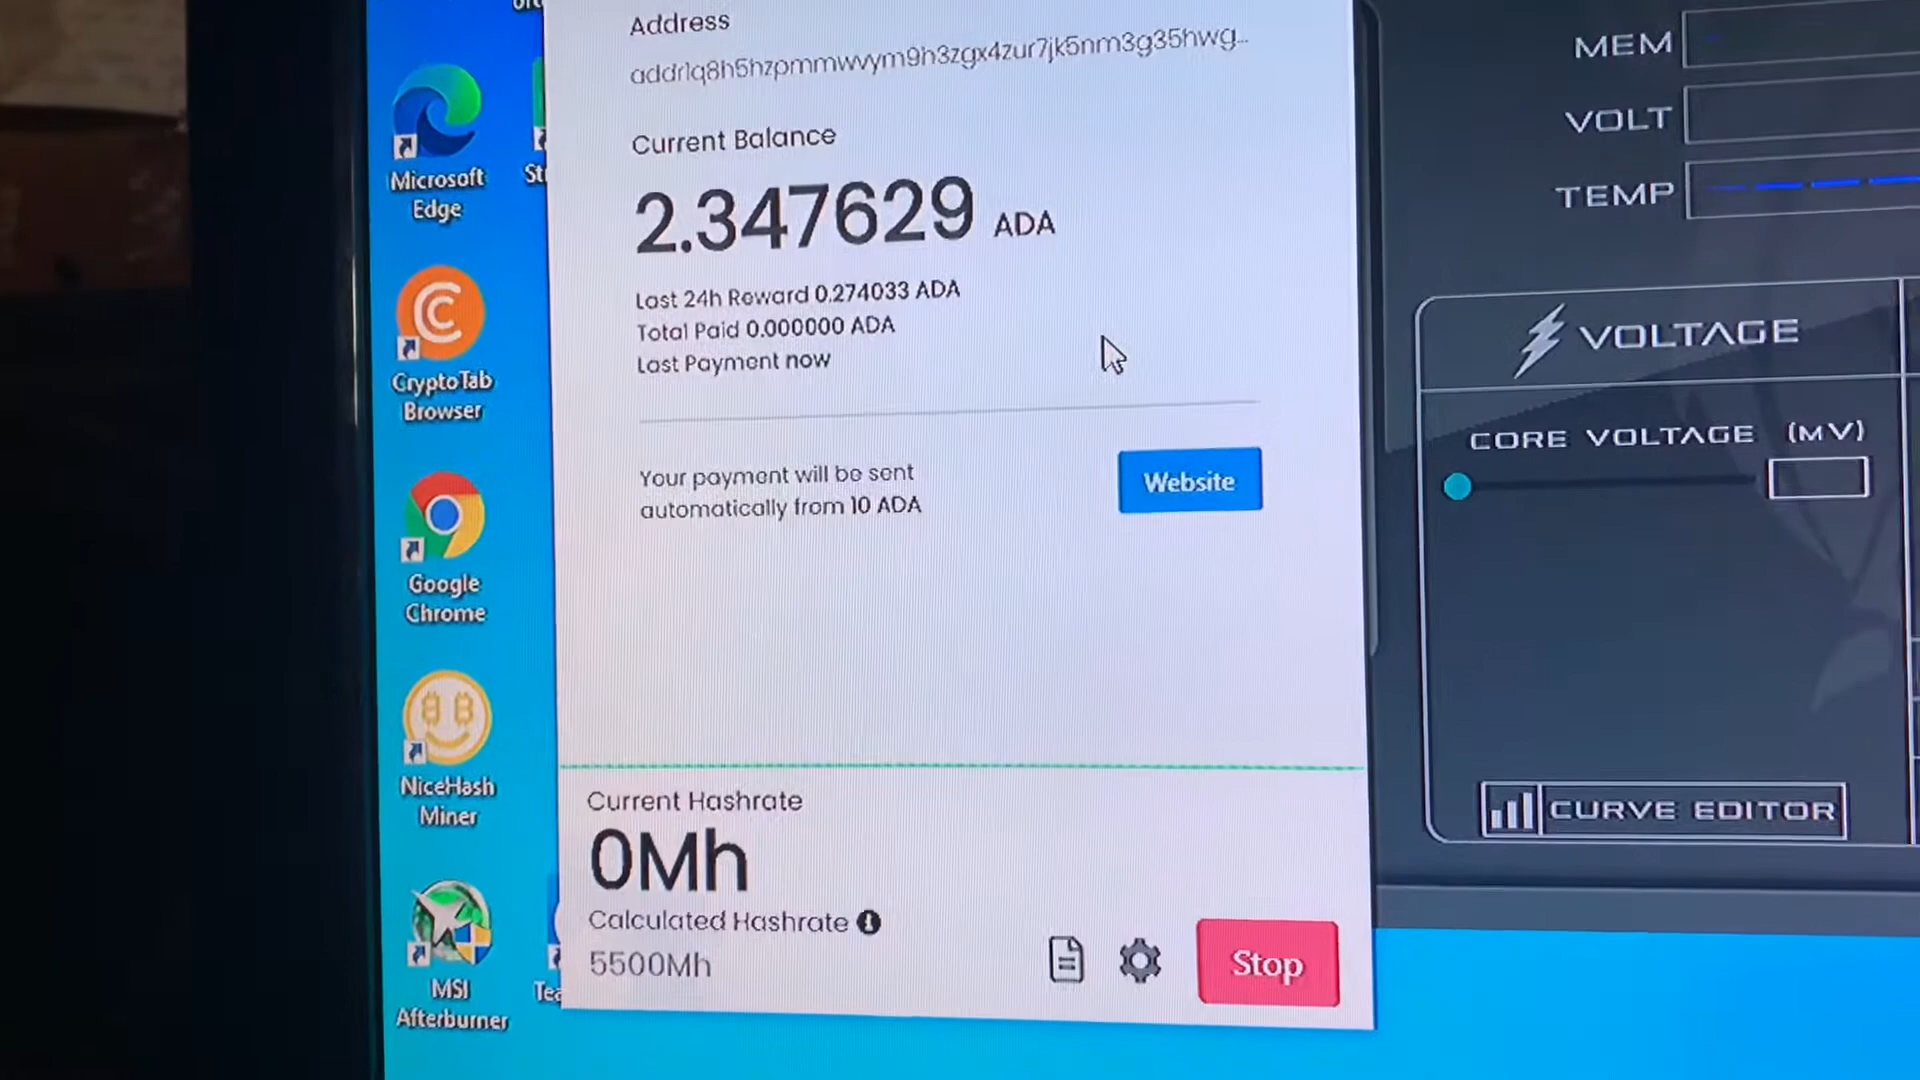 Address
Current Balance
2.347629 ADA
Last 24h Reward 0.274033 ADA
Total Paid 0.000000 ADA
Last Payment now
Your payment will be sent
automatically from 10 ADA
Website
Current Hashrate
0Mh
Calculated Hashrate
5500Mh
Stop
Microsoft
Edge
CryptoTab
Browser
Google
Chrome
NiceHash
Miner
MSI
Afterburner
MEM
VOLT
TEMP
VOLTAGE
CORE VOLTAGE (MV)
CURVE EDITOR